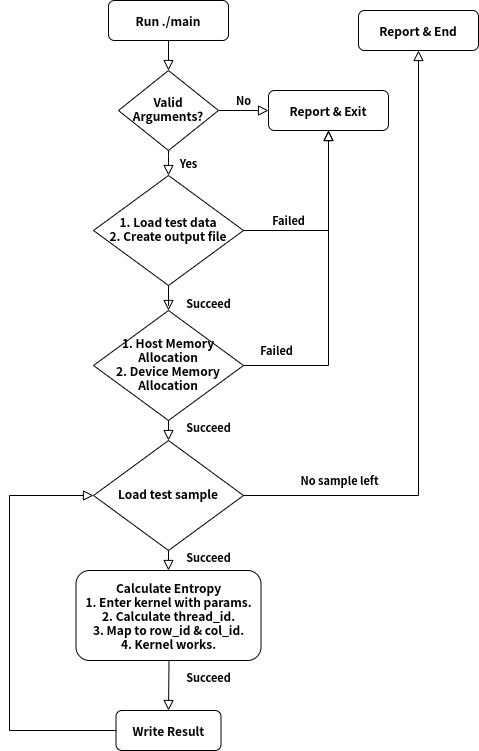 Run ./main
Report & End
Valid
Arguments?
No
Report & Exit
Yes
1. Load test data
2. Create output file
Failed
Succeed
1. Host Memory
Allocation
2. Device Memory
Allocation
Failed
Succeed
Load test sample
No sample left
Succeed
Calculate Entropy
1. Enter kernel with params.
2. Calculate thread_id.
3. Map to row_id & col_id.
4. Kernel works.
Succeed
Write Result